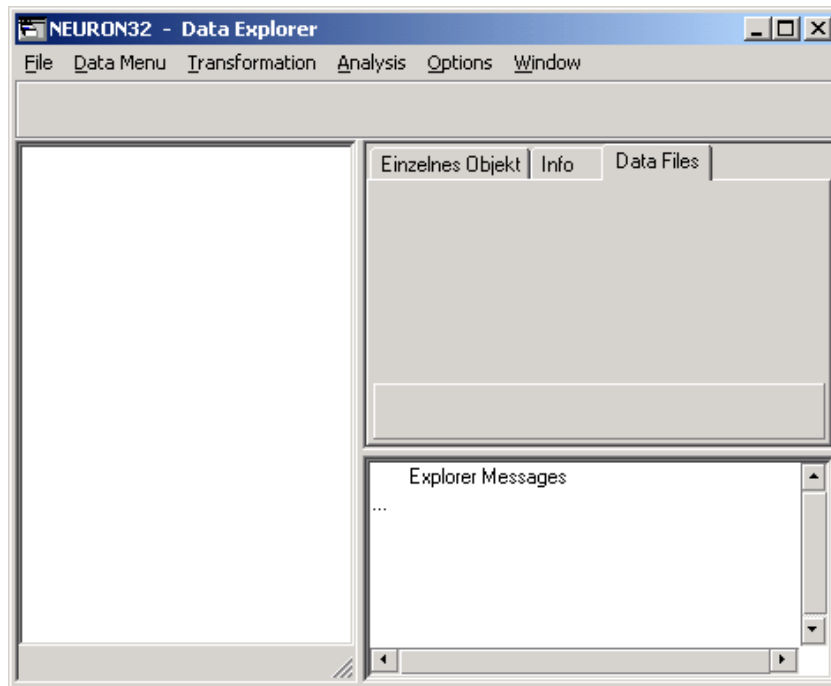 NEURON32 - Data Explorer
File Data Menu Transformation Analysis Options Window
Einzelnes Objekt Info Data Files
Explorer Messages
...